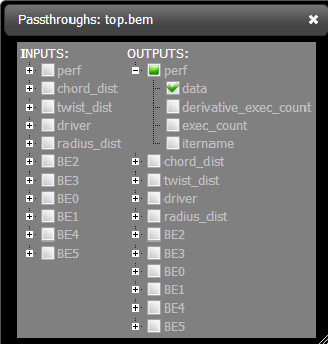 Passthroughs: top.bem
INPUTS:
perf
chord_dist
twist_dist
driver
radius_dist
BE2
BE3
BE0
BE1
BE4
BE5
OUTPUTS:
perf
data
derivative_exec_count
exec_count
itername
chord_dist
twist_dist
driver
radius_dist
BE2
BE3
BE0
BE1
BE4
BE5